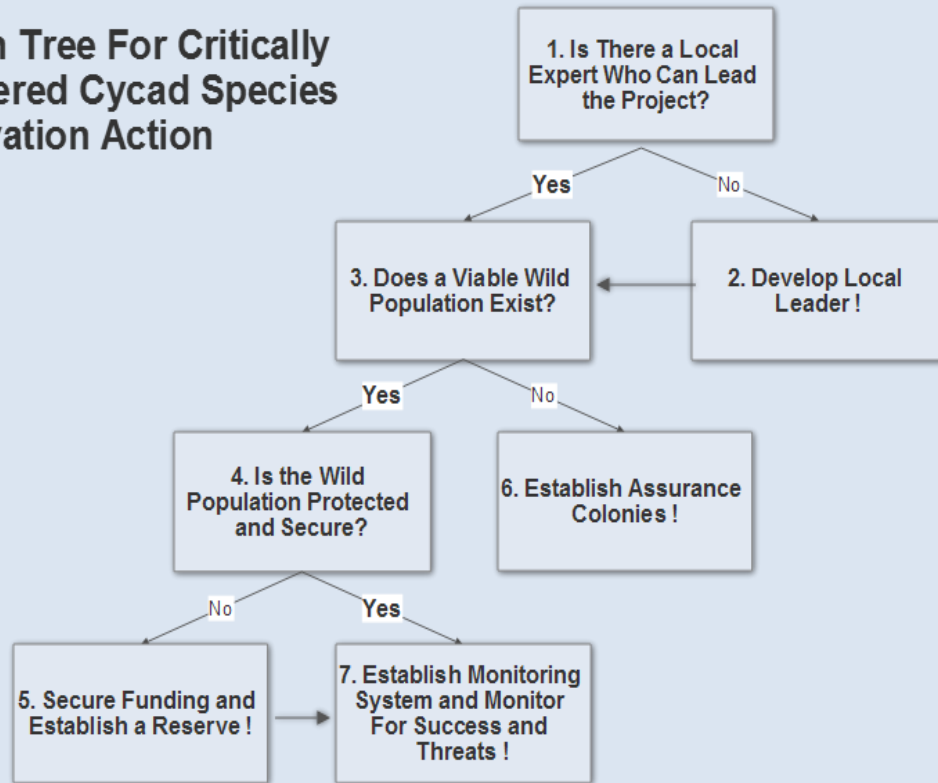 Tree For Critically
Cycad Species
Action
1. Is There a Local
Expert Who Can Lead
the Project?
Yes
No
3. Does a Viable Wild
Population Exist?
2. Develop Local
Leader !
Yes
No
4. Is the Wild
Population Protected
and Secure?
6. Establish Assurance
Colonies !
No
Yes
5. Secure Funding and
Establish a Reserve !
7. Establish Monitoring
System and Monitor
For Success and
Threats !